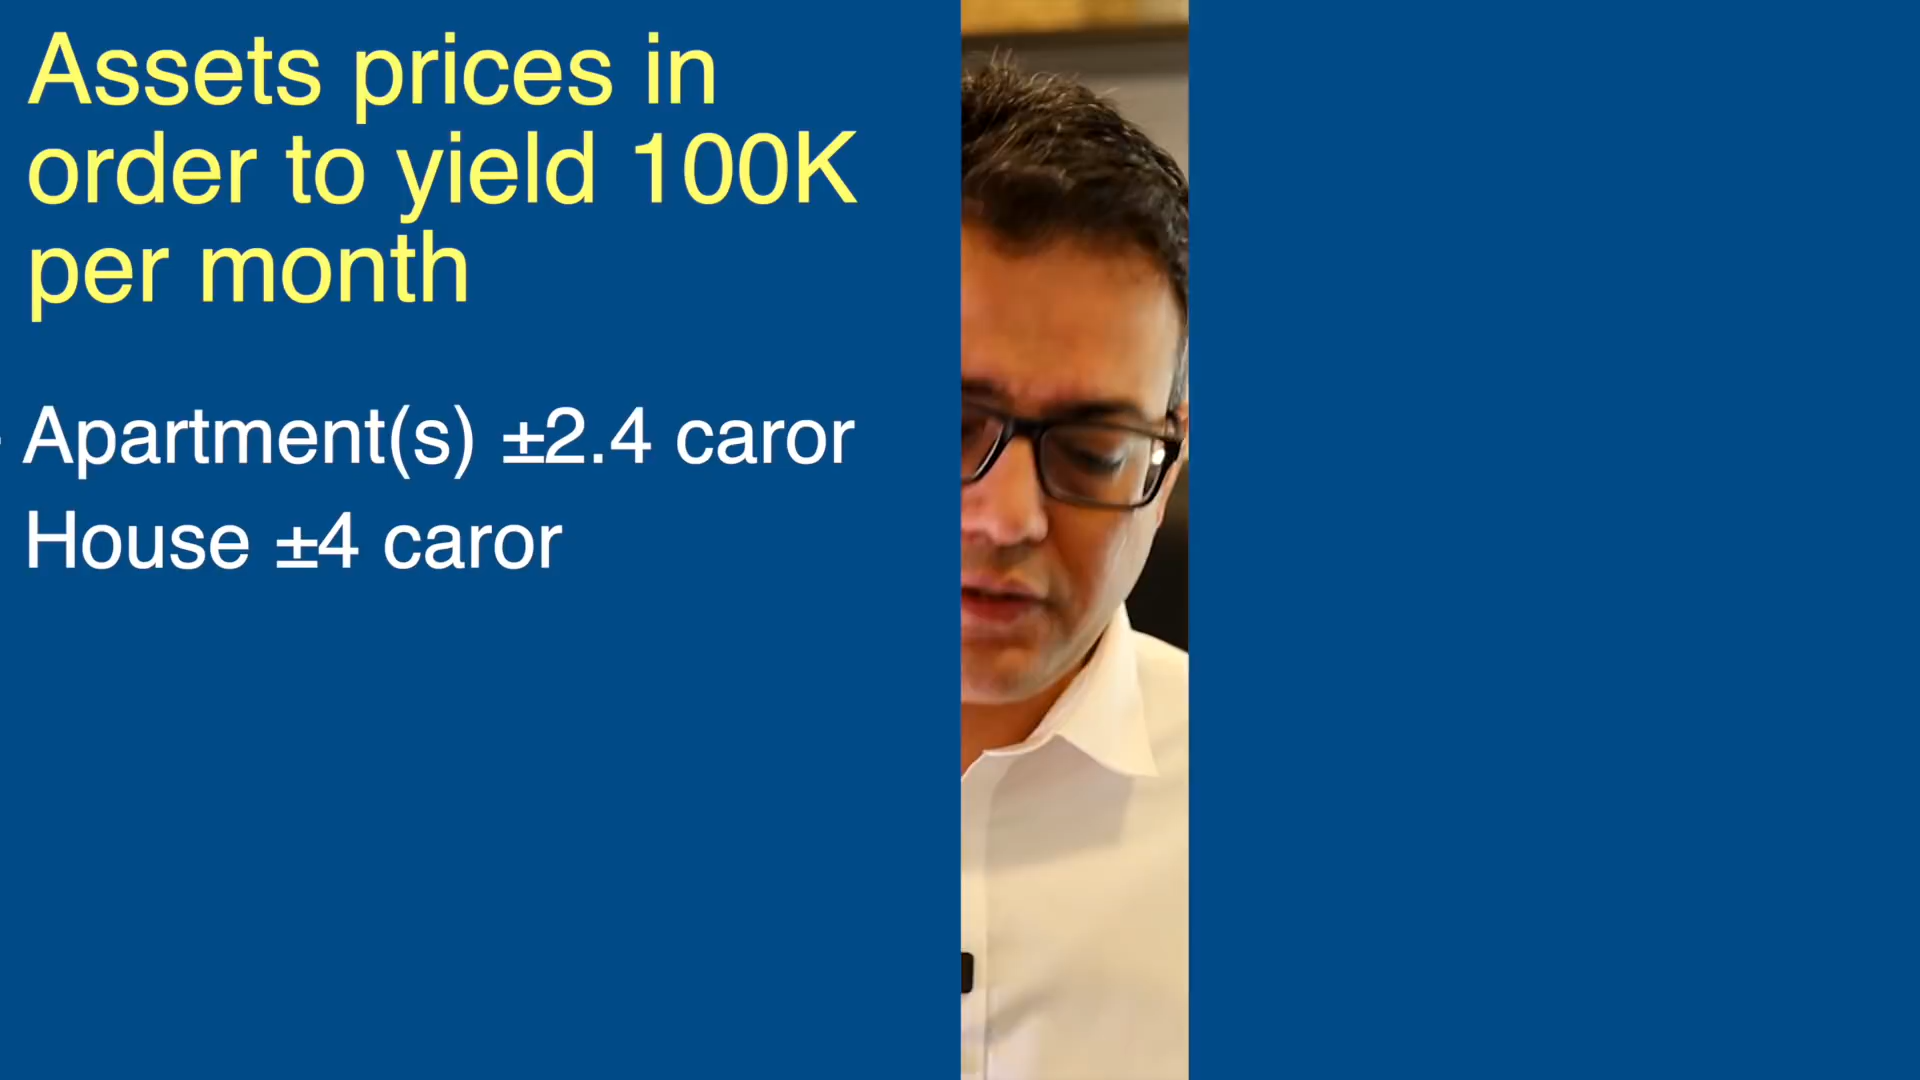 Assets prices in
order to yield 100K
per month
- Apartment(s) ±2.4 caror
House ±4 caror